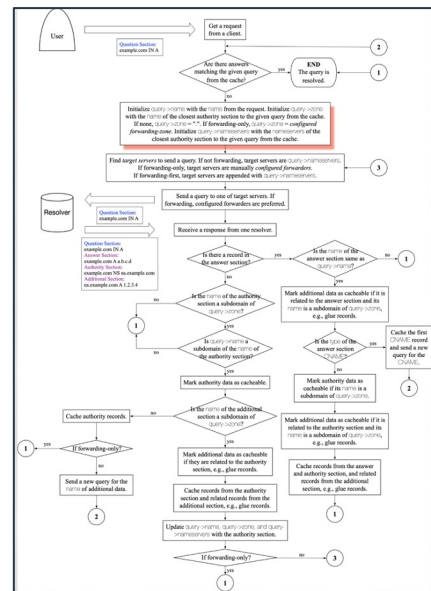 User
Question Section:
example.com IN A
Get a request
from a client.
2
Are there answers
matching the given query
from the cache?
yes
END
The query is
resolved.
1
no
Initialize query->name with the name from the request. Initialize query->zone
with the name of the closest authority section to the given query from the cache.
If none, query->zone = ".". If forwarding-only, query->zone = configured
forwarding-zone. Initialize query->nameservers with the nameservers of the
closest authority section to the given query from the cache.
Find target servers to send a query. If not forwarding, target servers are query->nameservers.
If forwarding-only, target servers are manually configured forwarders.
If forwarding-first, target servers are appended with query->nameservers.
3
Resolver
Question Section:
example.com IN A
Send a query to one of target servers. If
forwarding, configured forwarders are preferred.
Question Section:
example.com IN A
Answer Section:
example.com A a.b.c.d
Authority Section:
example.com NS ns.example.com
Additional Section:
ns.example.com A 1.2.3.4
Receive a response from one resolver.
Is there a record in
the answer section?
yes
Is the name of the
answer section same as
query->name?
no
1
no
yes
Is the name of the authority
section a subdomain of
query->zone?
no
1
yes
Is query->name a
subdomain of the name of
the authority section?
no
yes
Mark additional data as cacheable if it is
related to the answer section and its
name is a subdomain of query->zone,
e.g., glue records.
Is the type of the
answer section
CNAME?
yes
Cache the first
CNAME record
and send a new
query for the
CNAME.
2
no
Mark authority data as cacheable.
Mark authority data as
cacheable if its name is a
subdomain of query->zone.
Is the name of the additional
section a subdomain of
query->zone?
no
Cache authority records.
yes
Mark additional data as cacheable if it is
related to the authority section and its
name is a subdomain of query->zone,
e.g., glue records.
If forwarding-only?
yes
1
no
Send a new query for the
name of additional data.
2
Mark additional data as cacheable
if they are related to the authority
section, e.g., glue records.
Cache records from the answer
and authority section, and related
records from the additional
section, e.g., glue records.
1
Cache records from the authority
section and related records from the
additional section, e.g., glue records.
Update query->name, query->zone, and query-
>nameservers with the authority section.
If forwarding-only?
no
3
yes
1